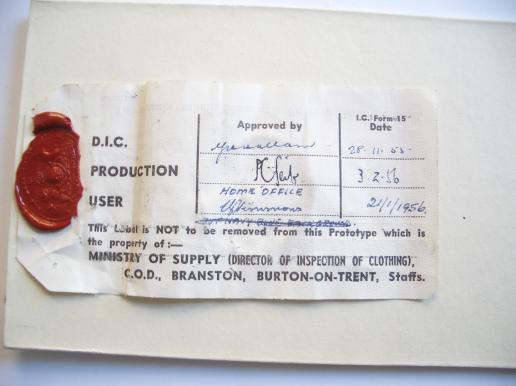 I.C. Form 15
Approved by Date
D.I.C. 28.11.55.
PRODUCTION 3.2.56
HOME OFFICE
USER 21/1/1956.
This Label is NOT to be removed from this Prototype which is
the property of:—
MINISTRY OF SUPPLY (DIRECTOR OF INSPECTION OF CLOTHING),
C.O.D., BRANSTON, BURTON-ON-TRENT, Staffs.